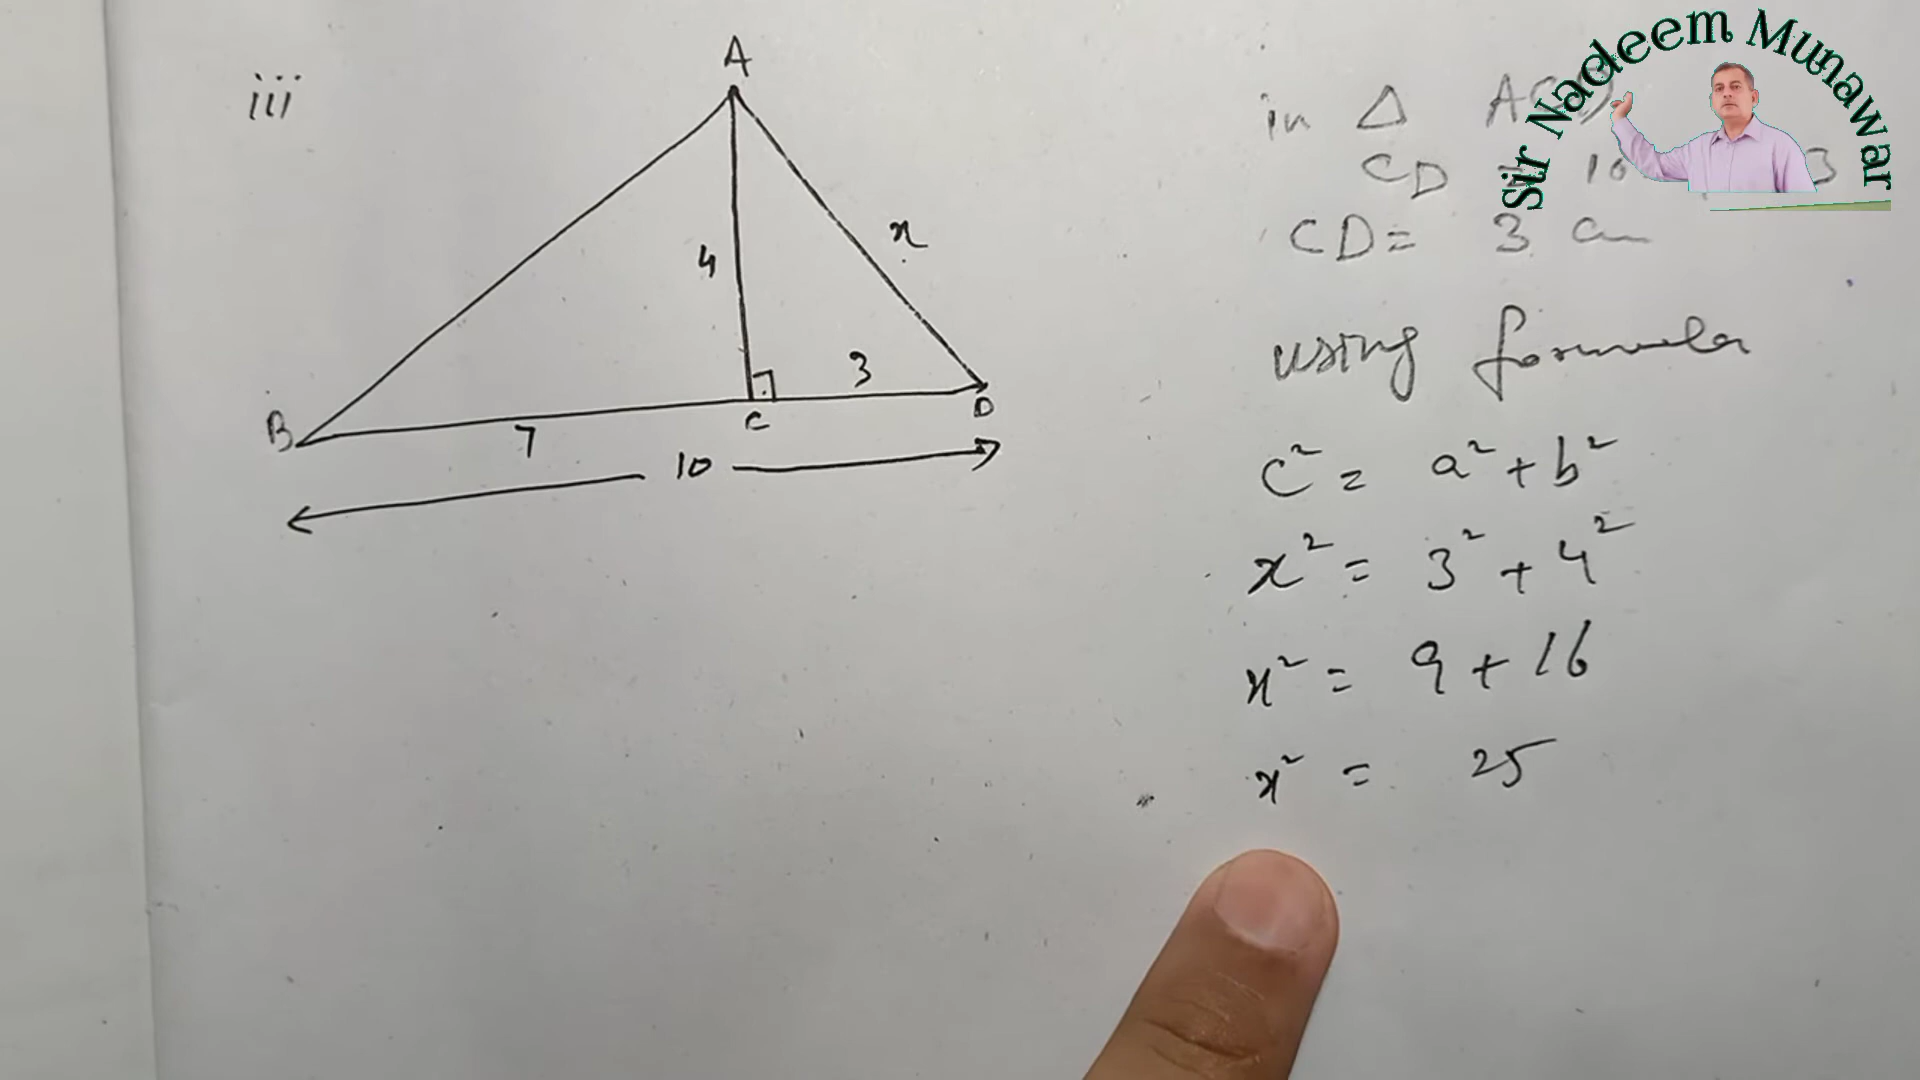 iii
A
4
x
3
B
7
C
D
10
in Δ
CD
CD = 3 cm
using formula
c² = a² + b²
x² = 3² + 4²
x² = 9 + 16
x² = 25
Sir Nadeem Munawar